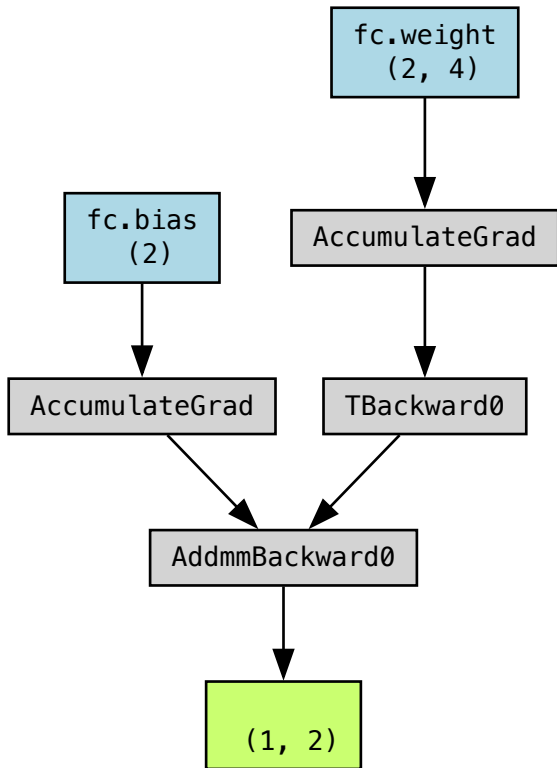 fc.weight
(2, 4)
fc.bias
(2)
AccumulateGrad
AccumulateGrad
TBackward0
AddmmBackward0
(1, 2)